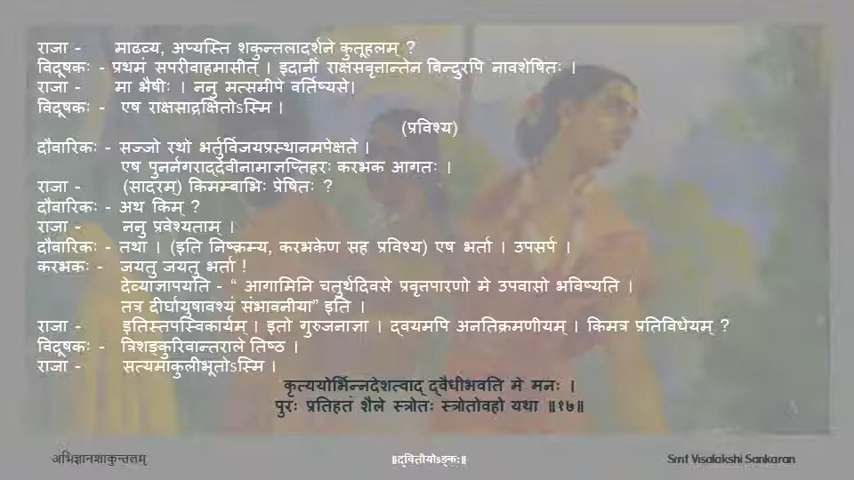 राजा - माढव्य, अप्यस्ति शकुन्तलादर्शने कुतूहलम् ?
विदूषकः - प्रथमं सपरीवाहमासीत् । इदानीं राक्षसवृत्तान्तेन बिन्दुरपि नावशेषितः ।
राजा - मा भैषीः । ननु मत्समीपे वर्तिष्यसे।
विदूषकः - एष राक्षसाद्रक्षितोऽस्मि ।
(प्रविश्य)
दौवारिकः - सज्जो रथो भर्तुर्विजयप्रस्थानमपेक्षते ।
एष पुनर्नगराद्देवीनामाज्ञप्तिहरः करभक आगतः ।
राजा - (सादरम्) किमम्बाभिः प्रेषितः ?
दौवारिकः - अथ किम् ?
राजा - ननु प्रवेश्यताम् ।
दौवारिकः - तथा । (इति निष्क्रम्य, करभकेण सह प्रविश्य) एष भर्ता । उपसर्प ।
करभकः - जयतु जयतु भर्ता !
देव्याज्ञापयति - “ आगामिनि चतुर्थदिवसे प्रवृत्तपारणो मे उपवासो भविष्यति ।
तत्र दीर्घायुषावश्यं संभावनीया” इति ।
राजा - इतस्तपस्विकार्यम् । इतो गुरुजनाज्ञा । द्वयमपि अनतिक्रमणीयम् । किमत्र प्रतिविधेयम् ?
विदूषकः - त्रिशङ्कुरिवान्तराले तिष्ठ ।
राजा - सत्यमाकुलीभूतोऽस्मि ।
कृत्ययोर्भिन्नदेशत्वाद् द्वैधीभवति मे मनः ।
पुरः प्रतिहतं शैले स्त्रोतः स्त्रोतोवहो यथा ॥१७॥
अभिज्ञानशाकुन्तलम् ॥द्वितीयोऽङ्कः॥ Smt Visalakshi Sankaran